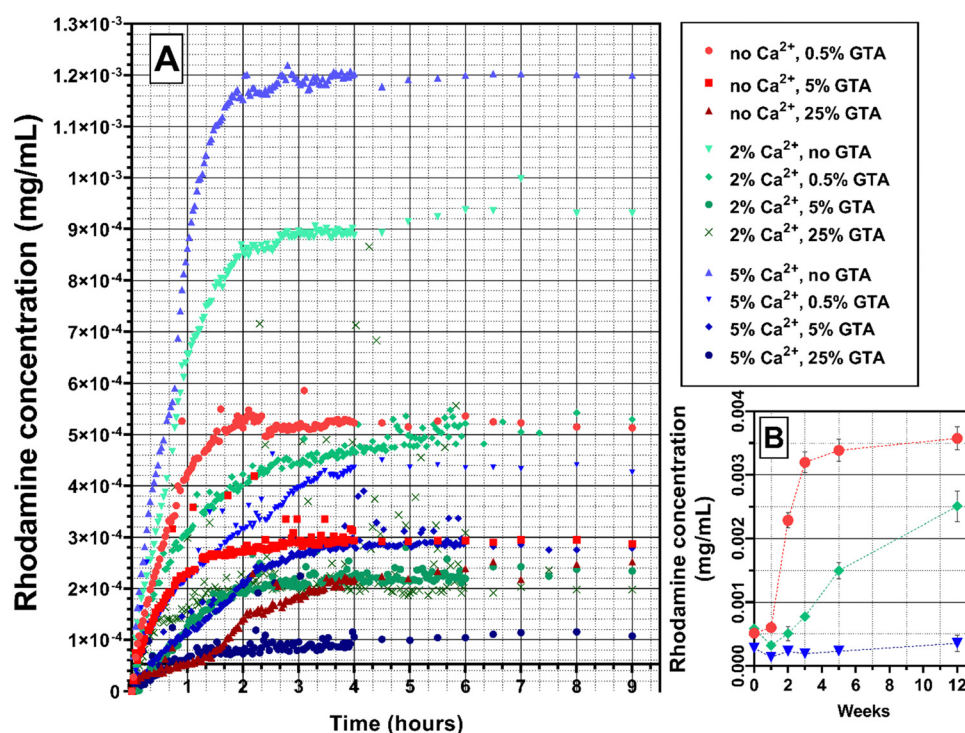 A
Rhodamine concentration (mg/mL)
1.3×10⁻³
1.2×10⁻³
1.1×10⁻³
1×10⁻³
9×10⁻⁴
8×10⁻⁴
7×10⁻⁴
6×10⁻⁴
5×10⁻⁴
4×10⁻⁴
3×10⁻⁴
2×10⁻⁴
1×10⁻⁴
0
1 2 3 4 5 6 7 8 9
Time (hours)
no Ca²⁺, 0.5% GTA
no Ca²⁺, 5% GTA
no Ca²⁺, 25% GTA
2% Ca²⁺, no GTA
2% Ca²⁺, 0.5% GTA
2% Ca²⁺, 5% GTA
2% Ca²⁺, 25% GTA
5% Ca²⁺, no GTA
5% Ca²⁺, 0.5% GTA
5% Ca²⁺, 5% GTA
5% Ca²⁺, 25% GTA
B
Rhodamine concentration
(mg/mL)
0.004
0.003
0.002
0.001
0.000
0 2 4 6 8 10 12
Weeks